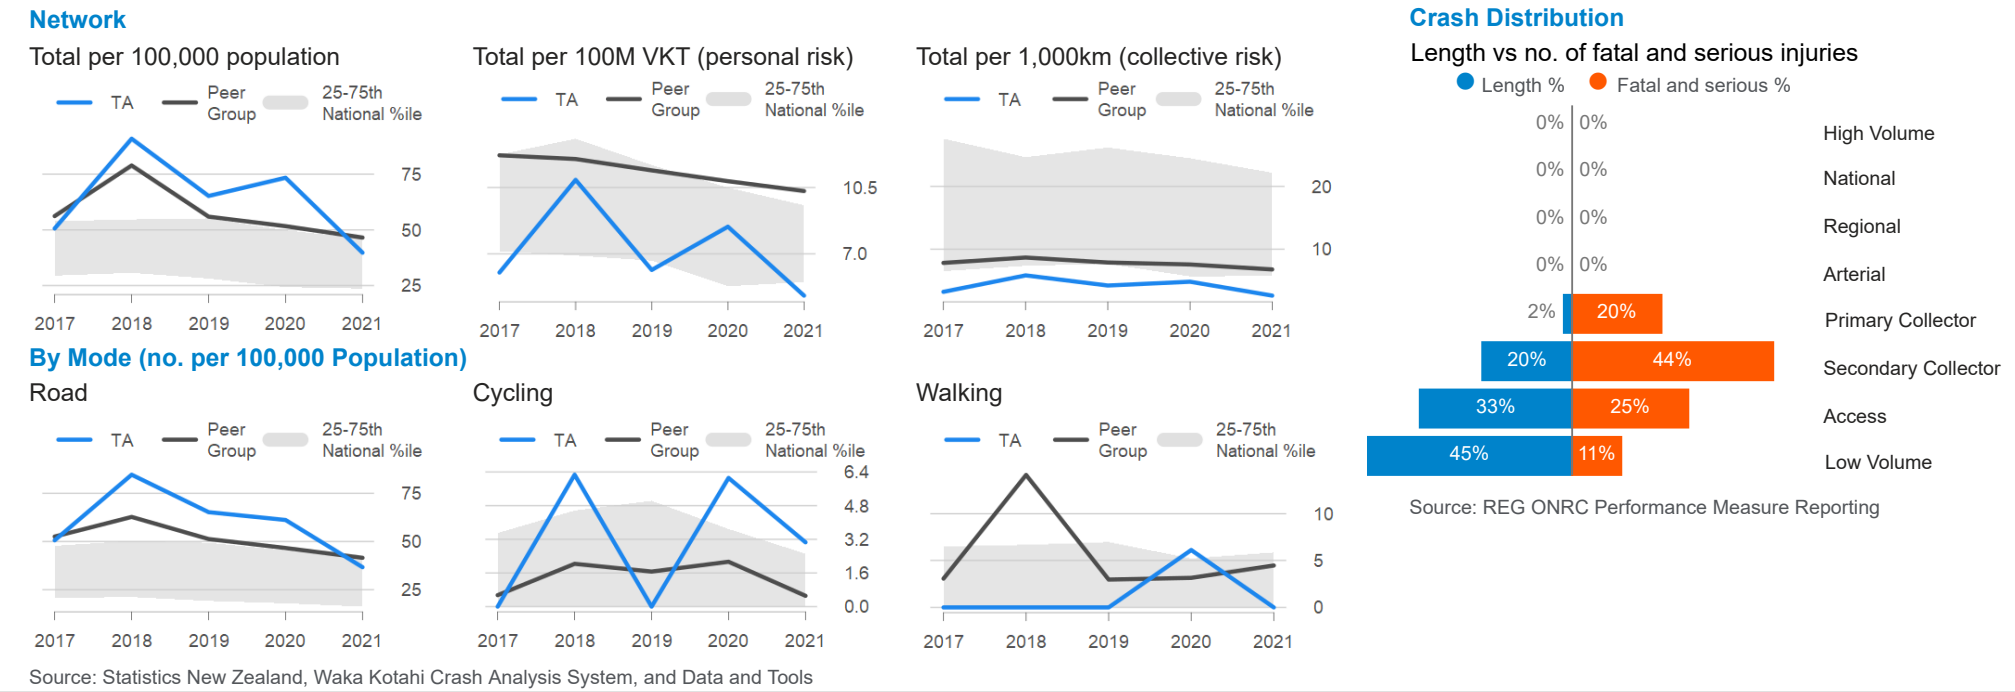 Network
Total per 100,000 population
TA
Peer Group
25-75th National %ile
75
50
25
2017 2018 2019 2020 2021
Total per 100M VKT (personal risk)
TA
Peer Group
25-75th National %ile
10.5
7.0
2017 2018 2019 2020 2021
Total per 1,000km (collective risk)
TA
Peer Group
25-75th National %ile
20
10
2017 2018 2019 2020 2021
By Mode (no. per 100,000 Population)
Road
TA
Peer Group
25-75th National %ile
75
50
25
2017 2018 2019 2020 2021
Cycling
TA
Peer Group
25-75th National %ile
6.4
4.8
3.2
1.6
0.0
2017 2018 2019 2020 2021
Walking
TA
Peer Group
25-75th National %ile
10
5
0
2017 2018 2019 2020 2021
Source: Statistics New Zealand, Waka Kotahi Crash Analysis System, and Data and Tools
Crash Distribution
Length vs no. of fatal and serious injuries
Length % Fatal and serious %
0% 0% High Volume
0% 0% National
0% 0% Regional
0% 0% Arterial
2% 20% Primary Collector
20% 44% Secondary Collector
33% 25% Access
45% 11% Low Volume
Source: REG ONRC Performance Measure Reporting